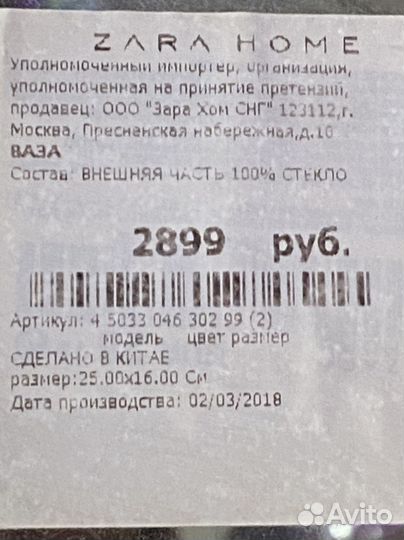 ZARA HOME
Уполномоченный импортер, организация,
уполномоченная на принятие претензий,
продавец: ООО "Зара Хом СНГ" 123112,г.
Москва, Пресненская набережная,д.10
ВАЗА
Состав: ВНЕШНЯЯ ЧАСТЬ 100% СТЕКЛО
2899 руб.
Артикул: 4 5033 046 302 99 (2)
модель цвет размер
СДЕЛАНО В КИТАЕ
размер:25.00x16.00 См
Дата производства: 02/03/2018
Avito